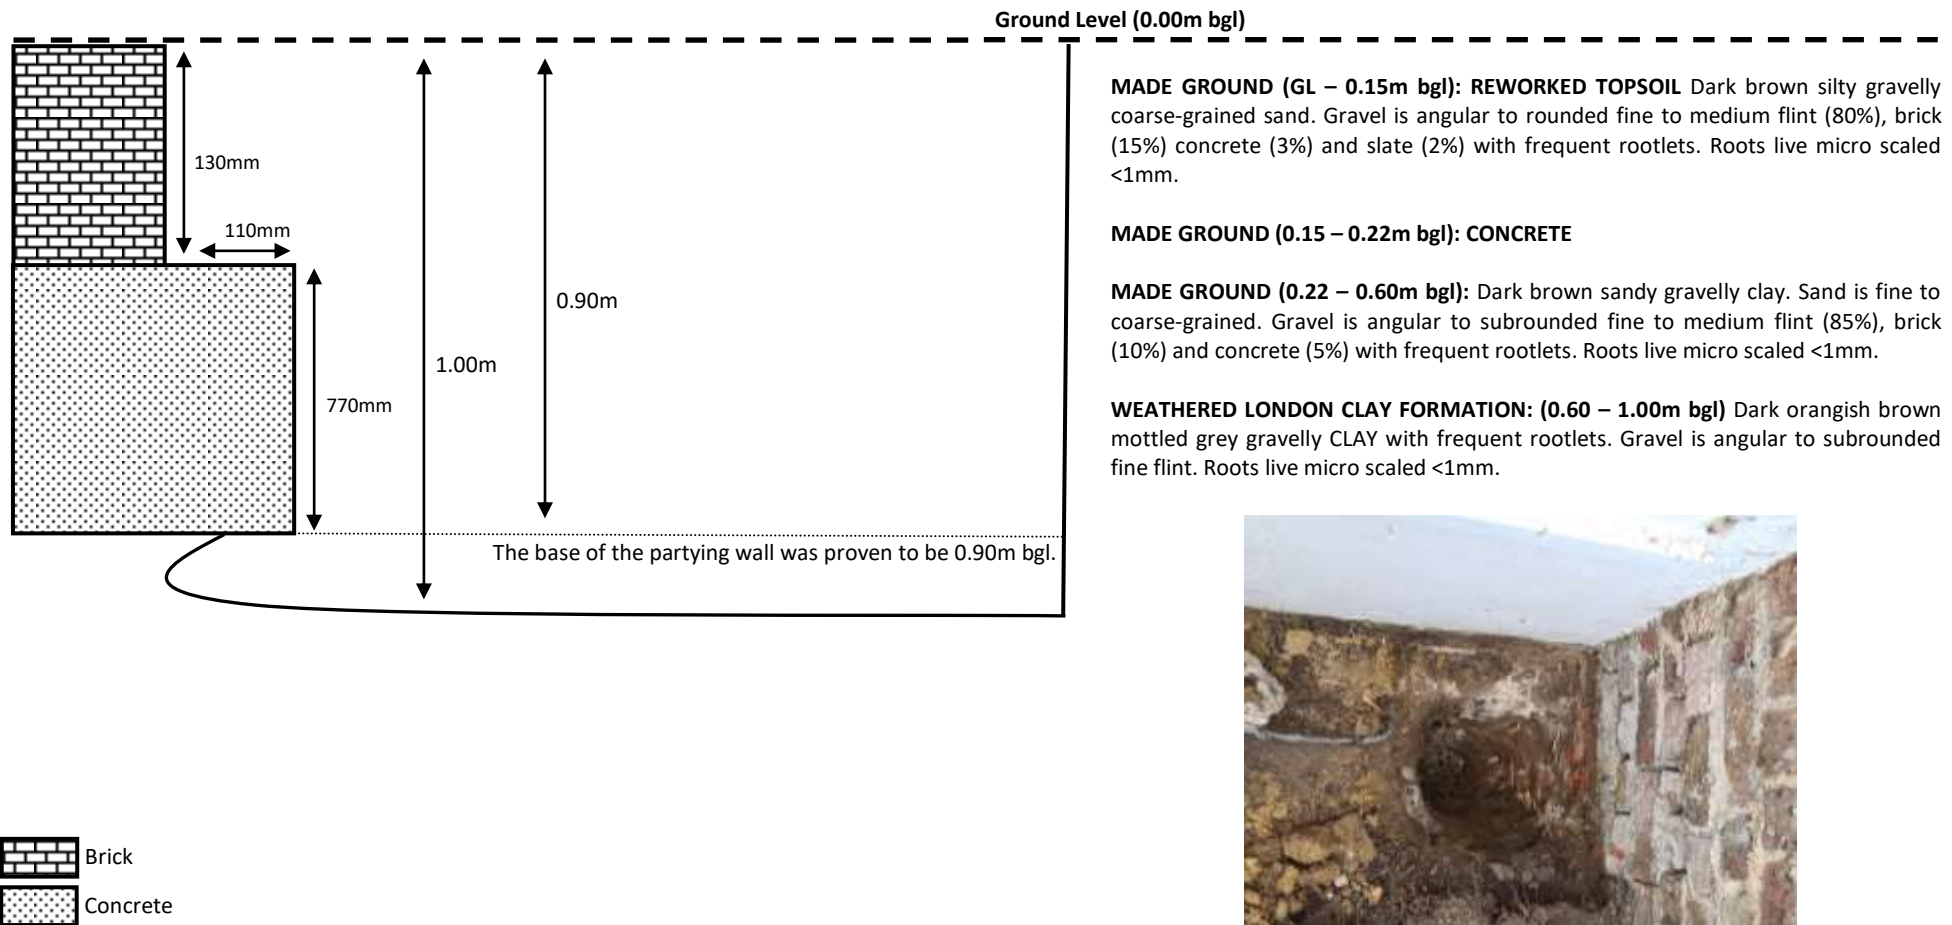 Ground Level (0.00m bgl)
130mm
110mm
770mm
1.00m
0.90m
The base of the partying wall was proven to be 0.90m bgl.
MADE GROUND (GL – 0.15m bgl): REWORKED TOPSOIL Dark brown silty gravelly
coarse-grained sand. Gravel is angular to rounded fine to medium flint (80%), brick
(15%) concrete (3%) and slate (2%) with frequent rootlets. Roots live micro scaled
<1mm.
MADE GROUND (0.15 – 0.22m bgl): CONCRETE
MADE GROUND (0.22 – 0.60m bgl): Dark brown sandy gravelly clay. Sand is fine to
coarse-grained. Gravel is angular to subrounded fine to medium flint (85%), brick
(10%) and concrete (5%) with frequent rootlets. Roots live micro scaled <1mm.
WEATHERED LONDON CLAY FORMATION: (0.60 – 1.00m bgl) Dark orangish brown
mottled grey gravelly CLAY with frequent rootlets. Gravel is angular to subrounded
fine flint. Roots live micro scaled <1mm.
Brick
Concrete